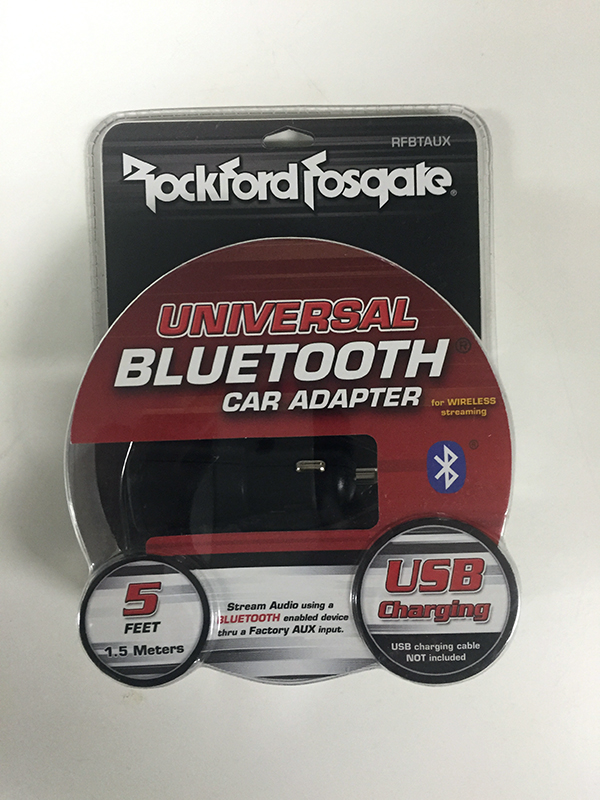 RFBTAUX
Rockford Fosgate®
UNIVERSAL
BLUETOOTH®
CAR ADAPTER
for WIRELESS
streaming
®
5
FEET
1.5 Meters
Stream Audio using a
BLUETOOTH enabled device
thru a Factory AUX input.
USB
Charging
USB charging cable
NOT included